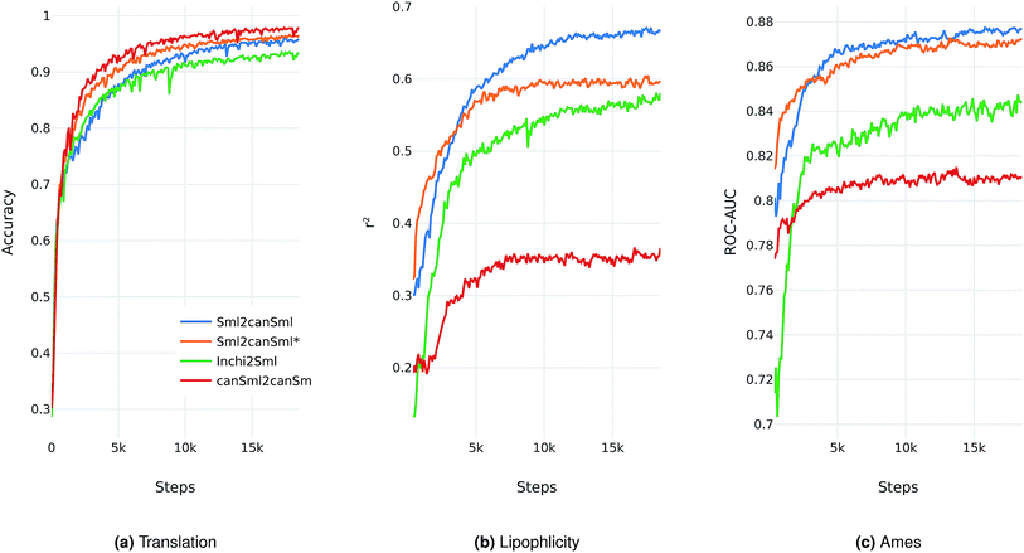 1
0.9
0.8
0.7
0.6
0.5
0.4
0.3
Accuracy
Sml2canSml
Sml2canSml*
Inchi2Sml
canSml2canSm
0
5k
10k
15k
Steps
(a) Translation
0.7
0.6
0.5
0.4
0.3
0.2
r²
5k
10k
15k
Steps
(b) Lipophlicity
0.88
0.86
0.84
0.82
0.8
0.78
0.76
0.74
0.72
0.7
ROC-AUC
5k
10k
15k
Steps
(c) Ames